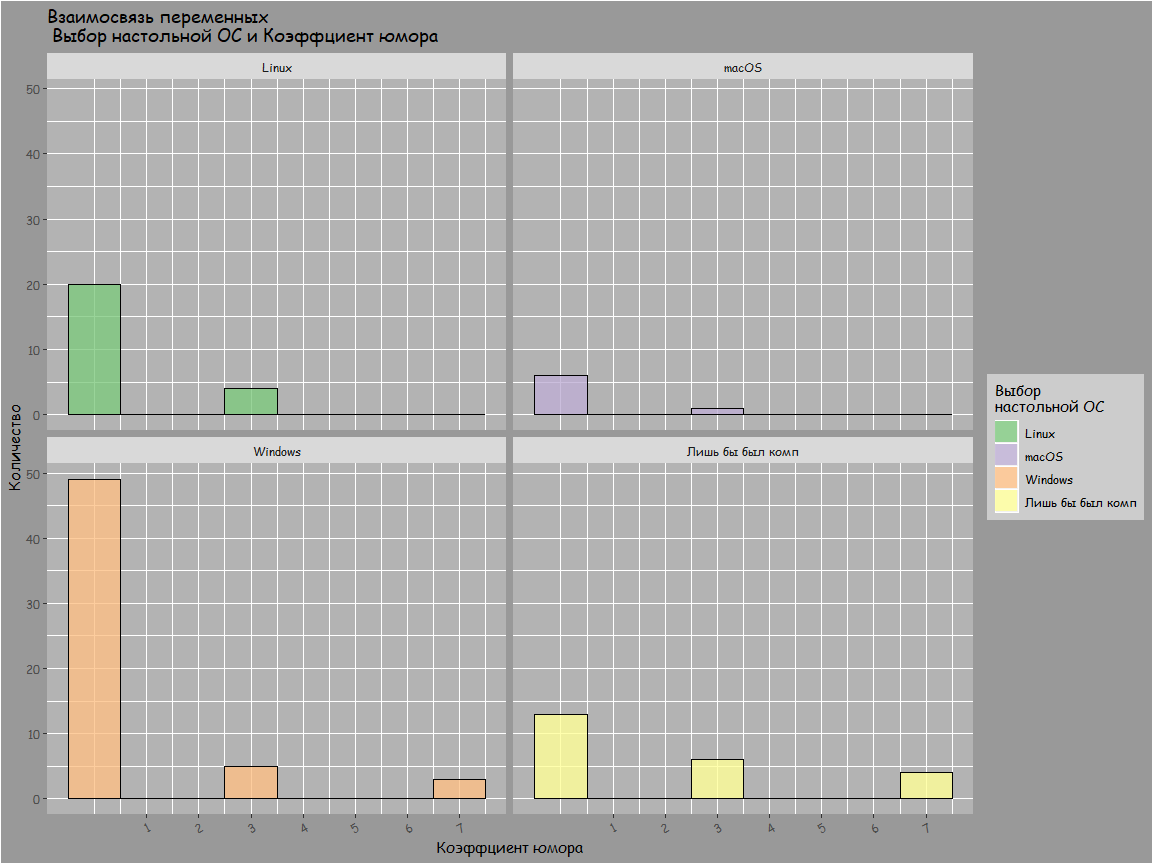 Взаимосвязь переменных
Выбор настольной ОС и Коэффциент юмора
Linux
macOS
50
40
30
20
10
0
Количество
Windows
Лишь бы был комп
50
40
30
20
10
0
1 2 3 4 5 6 7
1 2 3 4 5 6 7
Коэффциент юмора
Выбор
настольной ОС
Linux
macOS
Windows
Лишь бы был комп